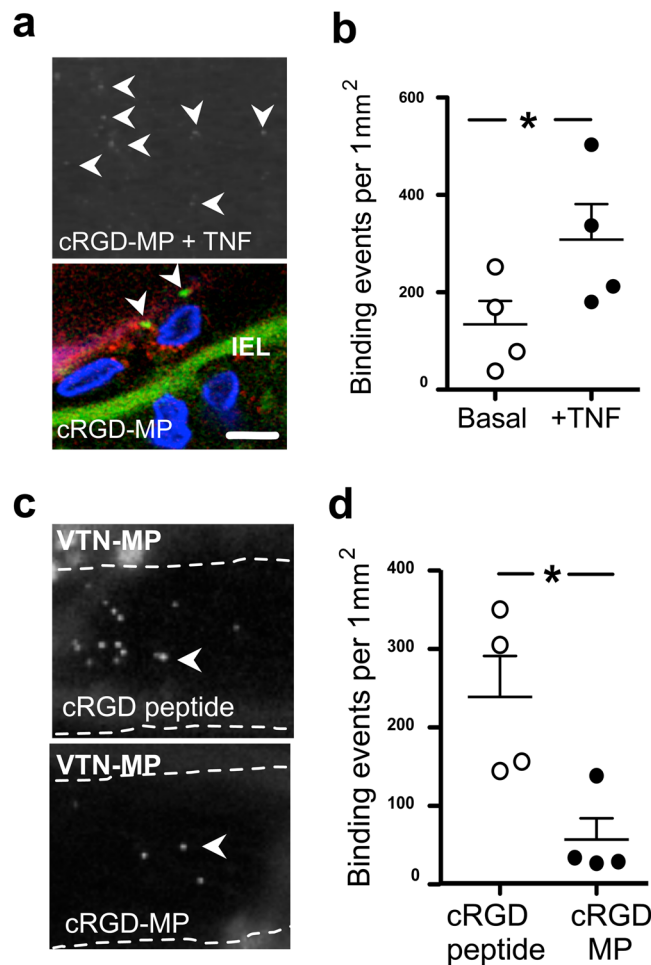 a
cRGD-MP + TNF
IEL
cRGD-MP
b
Binding events per 1mm²
600
400
200
0
*
Basal
+TNF
c
VTN-MP
cRGD peptide
VTN-MP
cRGD-MP
d
Binding events per 1mm²
400
300
200
100
0
*
cRGD
peptide
cRGD
MP